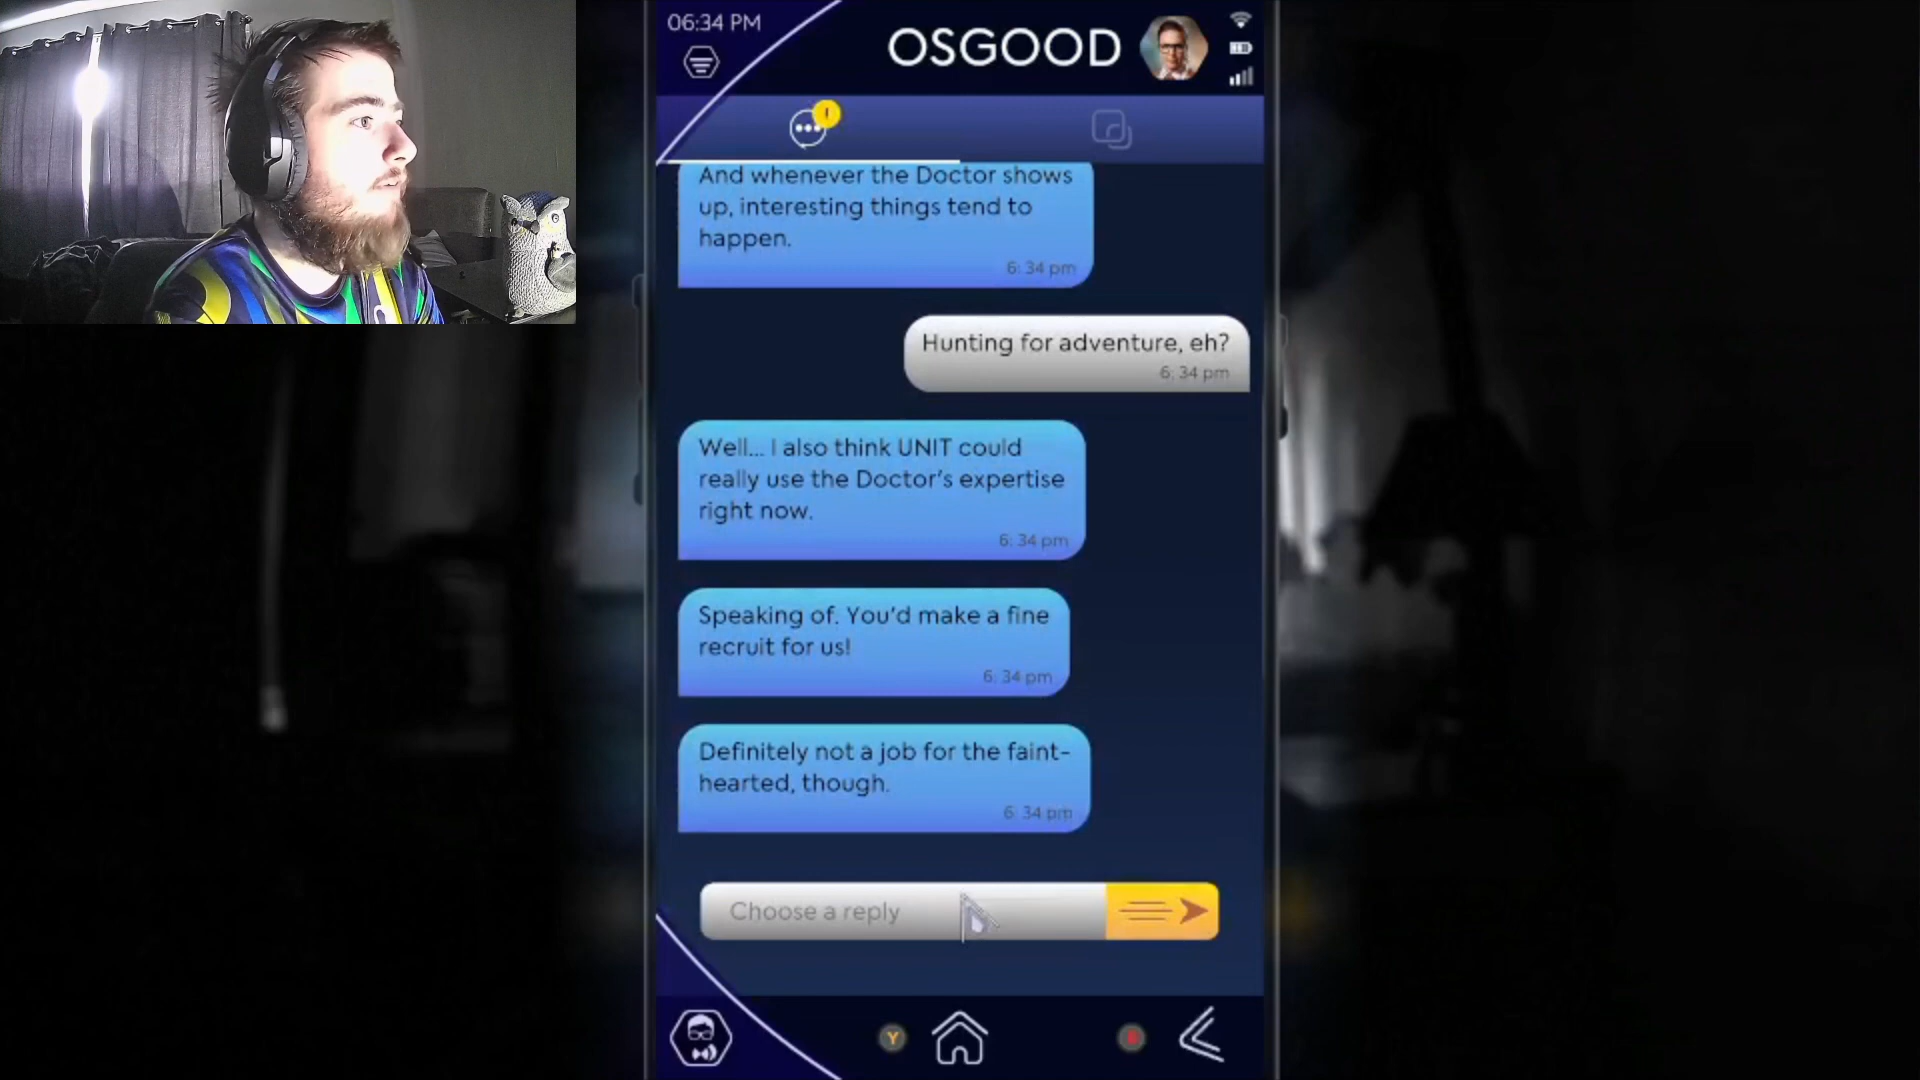 06:34 PM
OSGOOD
And whenever the Doctor shows
up, interesting things tend to
happen.
6: 34 pm
Hunting for adventure, eh?
6: 34 pm
Well... I also think UNIT could
really use the Doctor's expertise
right now.
6: 34 pm
Speaking of. You'd make a fine
recruit for us!
6: 34 pm
Definitely not a job for the faint-
hearted, though.
6: 34 pm
Choose a reply
Y